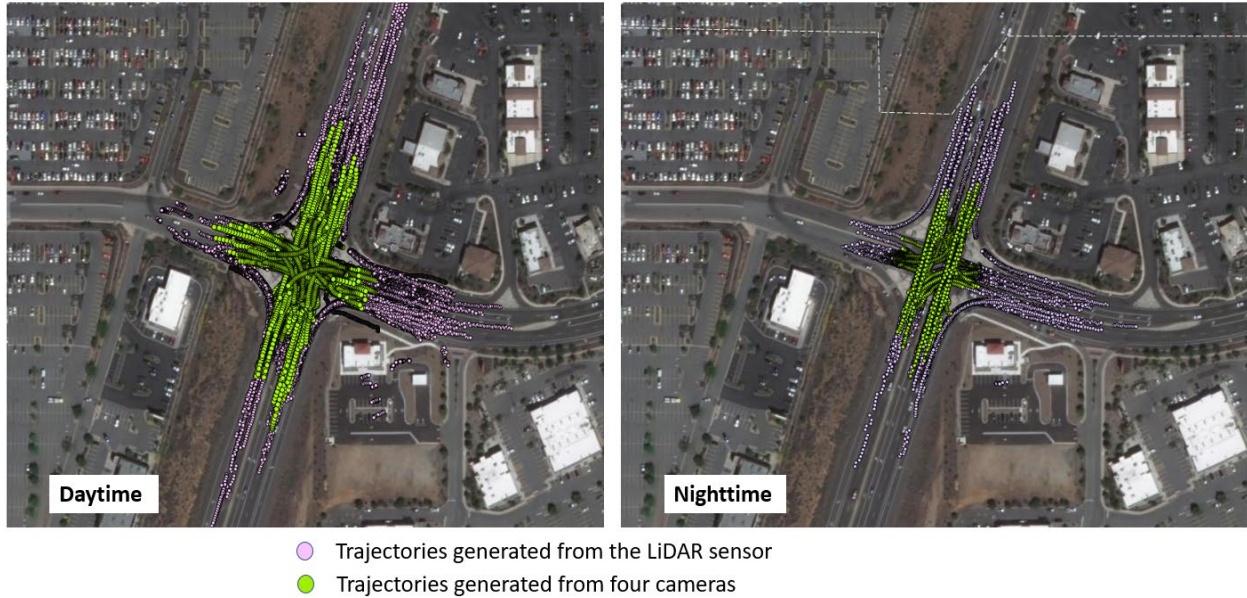 Daytime
Nighttime
Trajectories generated from the LiDAR sensor
Trajectories generated from four cameras